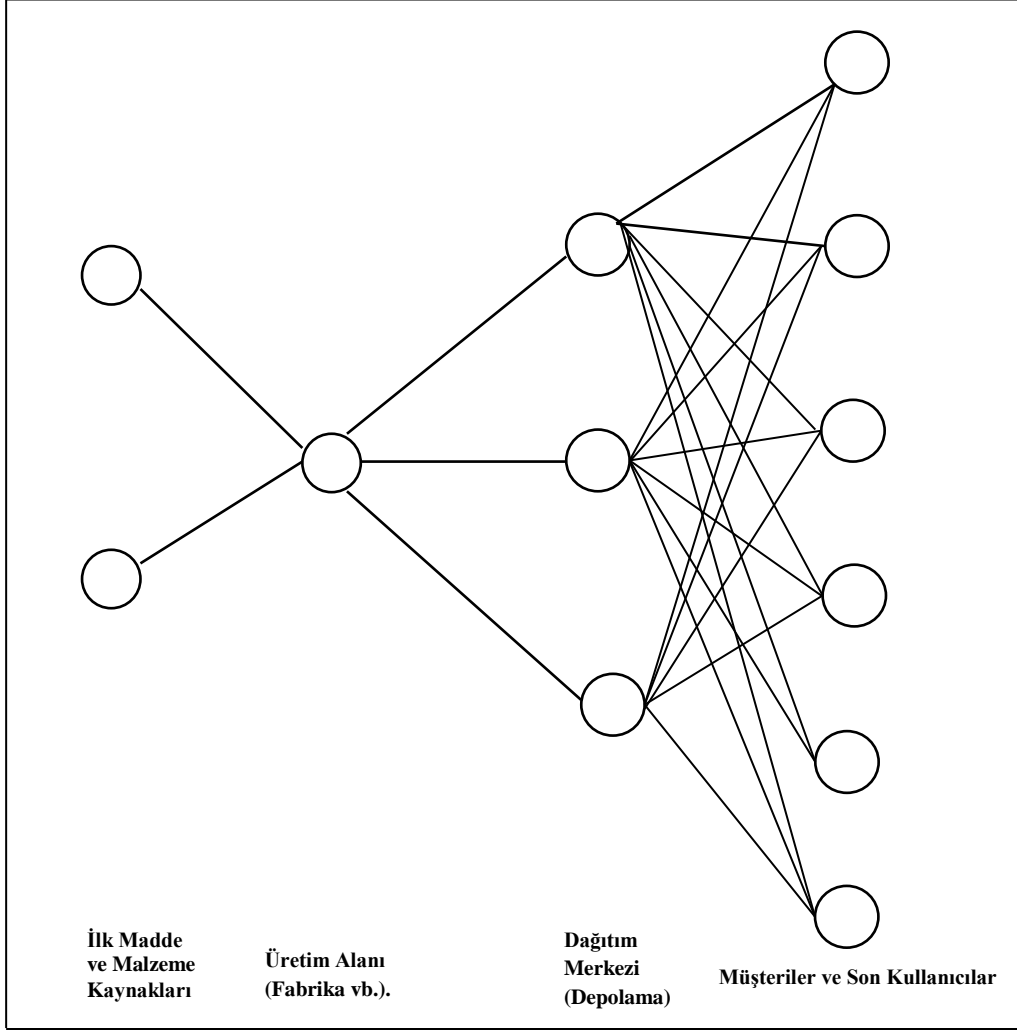 İlk Madde
ve Malzeme
Kaynakları
Üretim Alanı
(Fabrika vb.).
Dağıtım
Merkezi
(Depolama)
Müşteriler ve Son Kullanıcılar